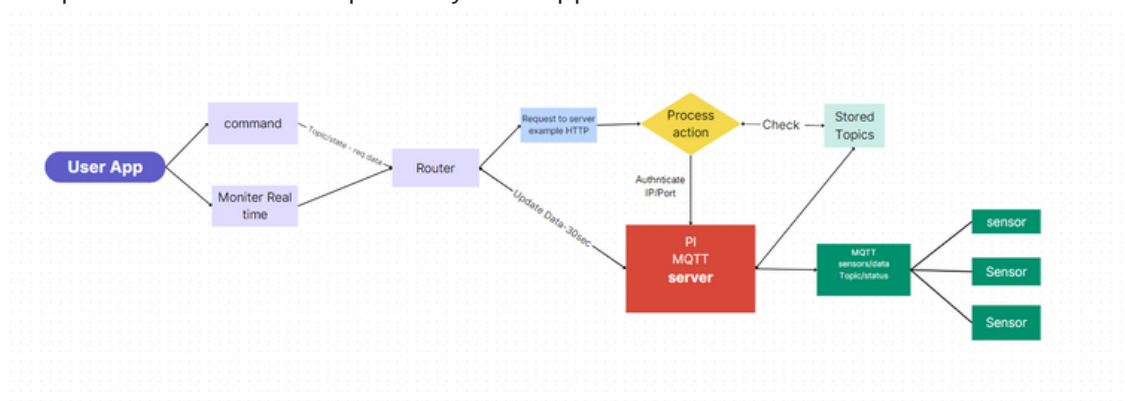 User App
command
Moniter Real
time
Topic/state - req data
Router
Request to server
example HTTP
Update Data-30sec
Process
action
Check
Stored
Topics
Authnticate
IP/Port
PI
MQTT
server
MQTT
sensors/data
Topic/status
sensor
Sensor
Sensor